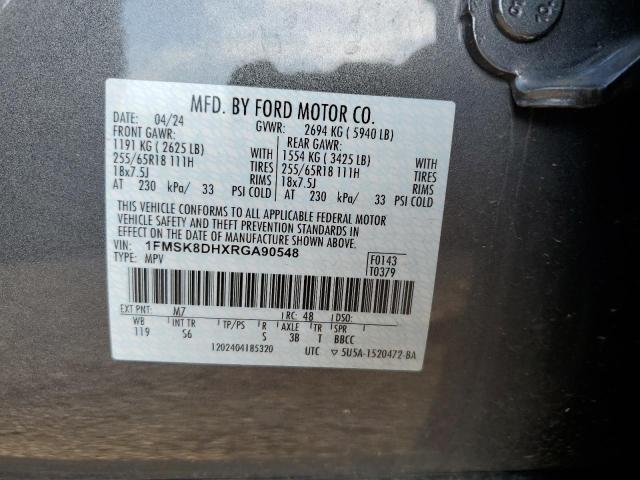 MFD. BY FORD MOTOR CO.
DATE: 04/24 GVWR: 2694 KG ( 5940 LB)
FRONT GAWR: REAR GAWR:
1191 KG ( 2625 LB) WITH 1554 KG ( 3425 LB) WITH
255/65R18 111H TIRES 255/65R18 111H TIRES
18x7.5J RIMS 18x7.5J RIMS
AT 230 kPa/ 33 PSI COLD AT 230 kPa/ 33 PSI COLD
THIS VEHICLE CONFORMS TO ALL APPLICABLE FEDERAL MOTOR
VEHICLE SAFETY, BUMPER, AND THEFT PREVENTION STANDARDS IN
EFFECT ON THE DATE OF MANUFACTURE SHOWN ABOVE.
VIN: 1FMSK8DHXRGA90548 F0143
TYPE: MPV T0379
EXT PNT: M7 RC: 48 DSO:
WB INT TR TP/PS R AXLE TR SPR
119 S6 S 3B T BBCC
1202404185320 UTC ▽5U5A-1520472-BA